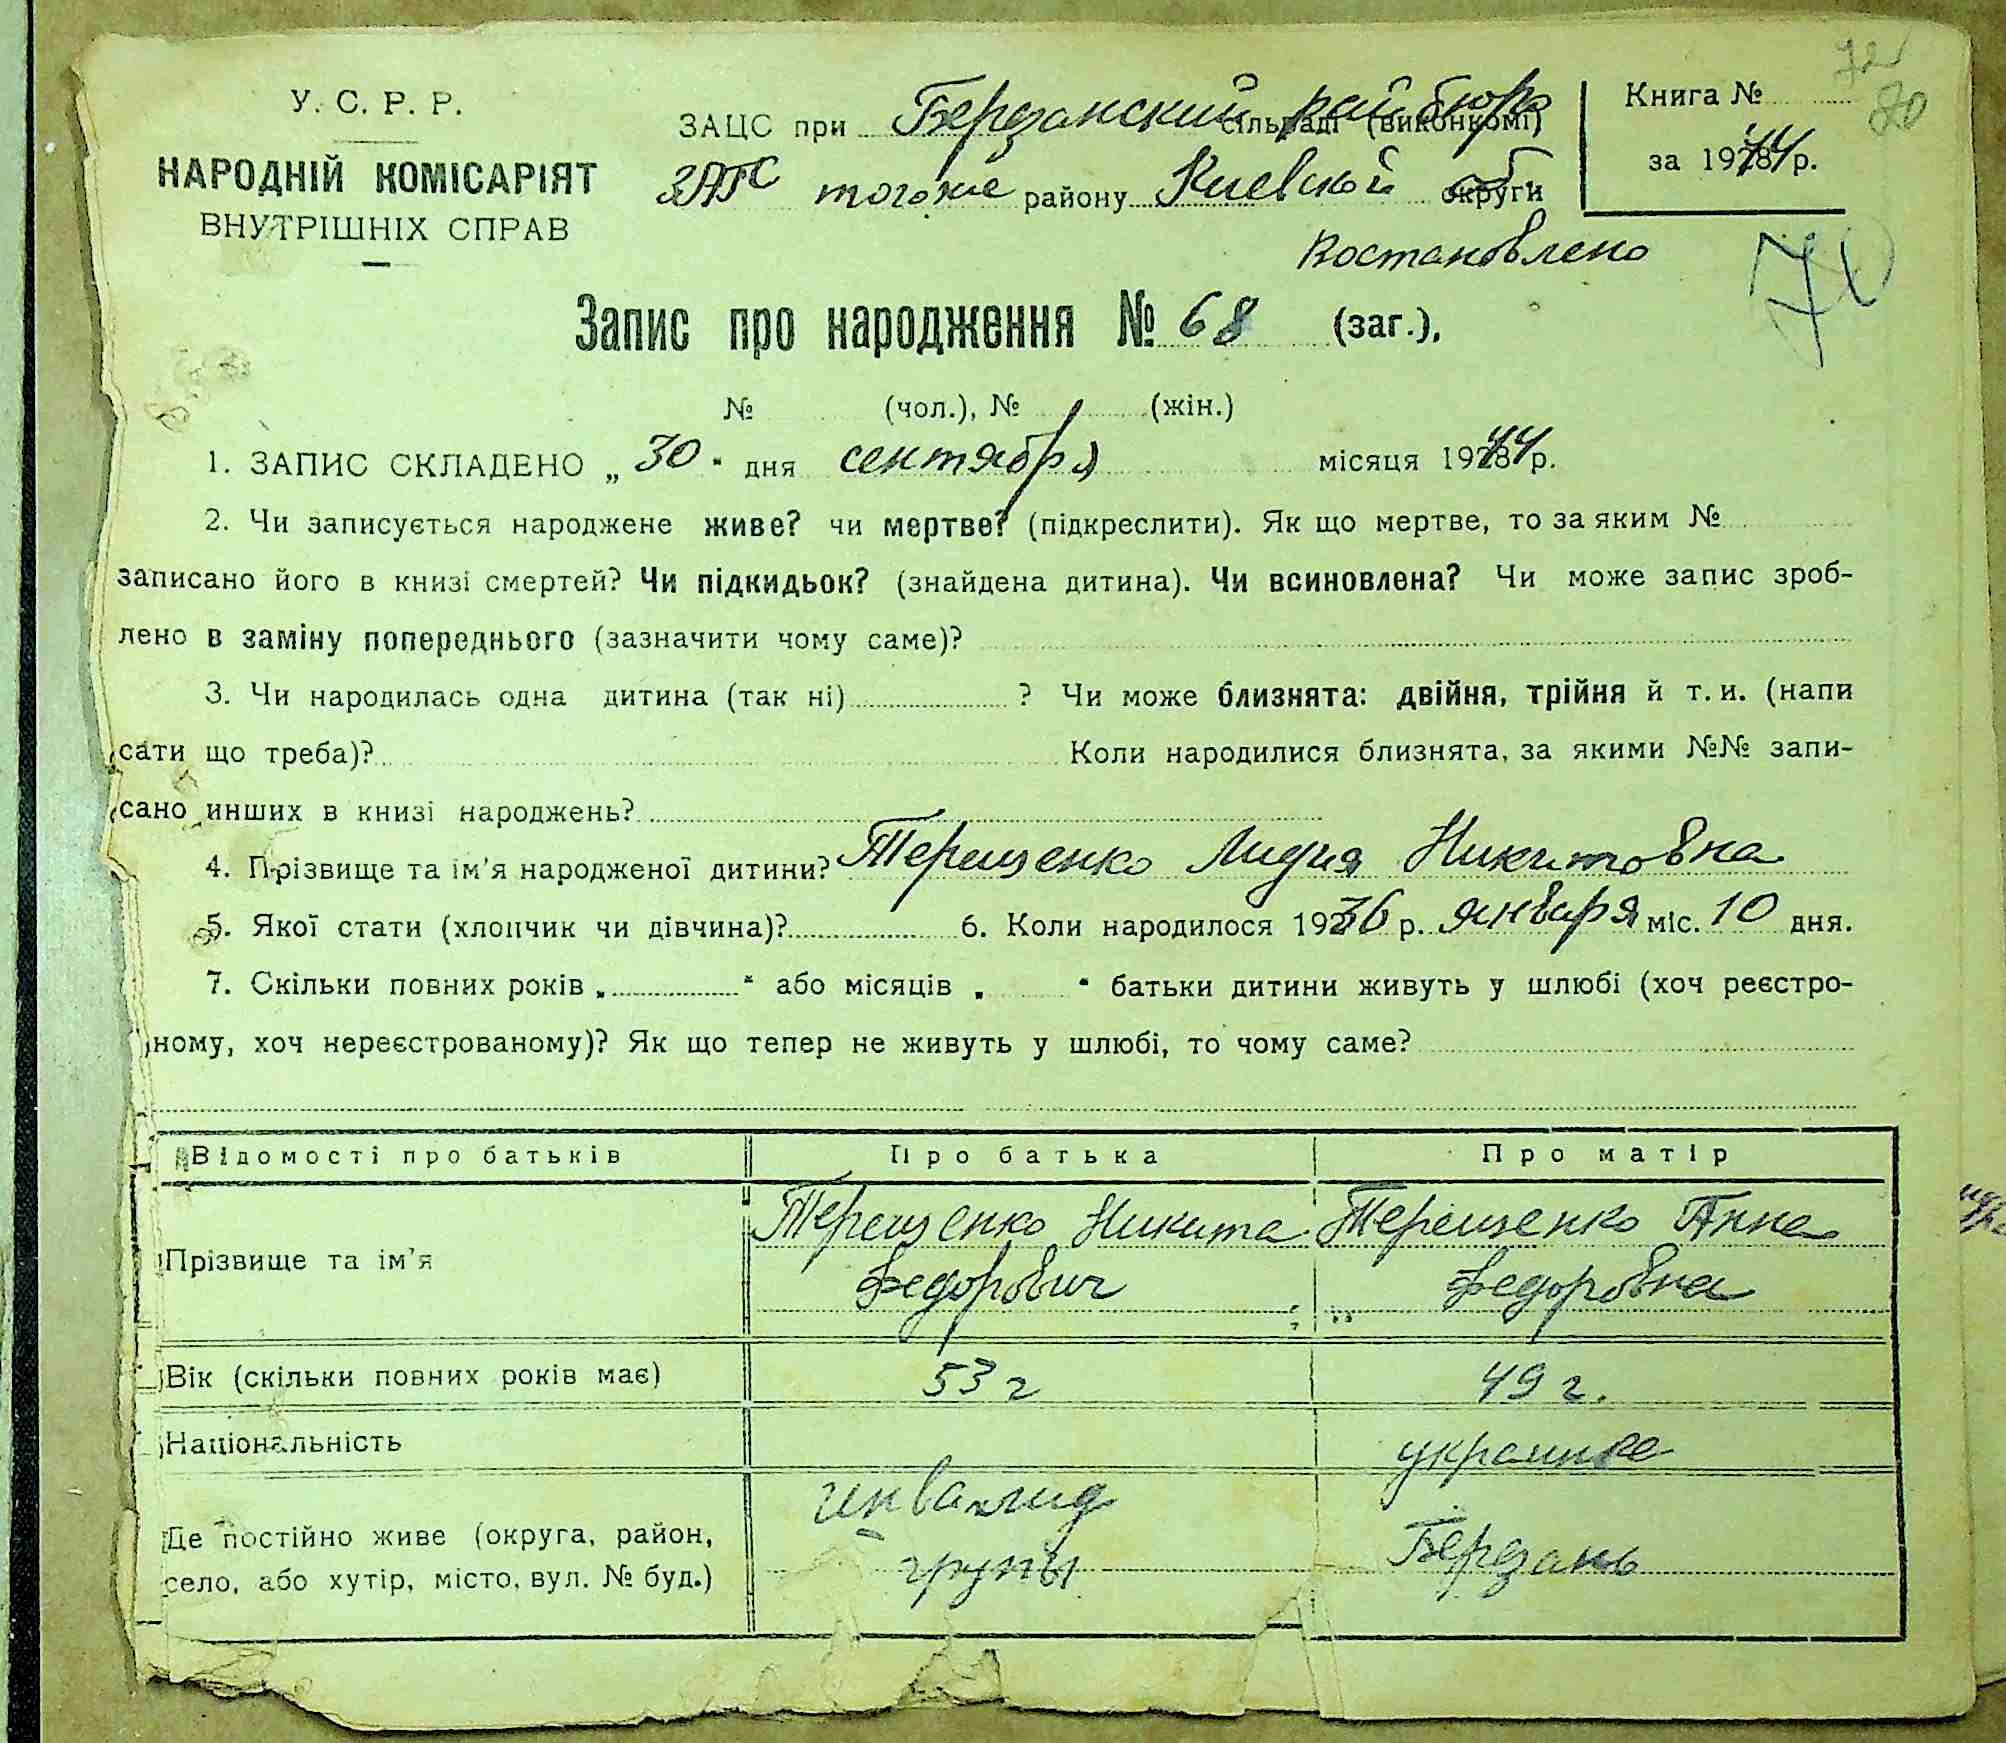 У. С. Р. Р.
НАРОДНІЙ КОМІСАРІЯТ
ВНУТРІШНІХ СПРАВ
ЗАЦС при Березанский райбюро сільраді (виконкомі)
ЗАГС тогоже району Киевской об округи
Книга №
за 1944 р.
72
70
Востановлено
70
Запис про народження № 68 (заг.),
№ (чол.), № (жін.)
1. ЗАПИС СКЛАДЕНО „ 30 “ дня сентября місяця 1944 р.
2. Чи записується народжене живе? чи мертве? (підкреслити). Як що мертве, то за яким №
записано його в книзі смертей? Чи підкидьок? (знайдена дитина). Чи всиновлена? Чи може запис зроб-
лено в заміну попереднього (зазначити чому саме)?
3. Чи народилась одна дитина (так ні) ? Чи може близнята: двійня, трійня й т. и. (напи
сати що треба)? Коли народилися близнята, за якими №№ запи-
сано инших в книзі народжень?
4. Прізвище та ім'я народженої дитини? Терещенко Лидия Никитовна
5. Якої стати (хлопчик чи дівчина)? 6. Коли народилося 1936 р. января міс. 10 дня.
7. Скільки повних років „ “ або місяців „ “ батьки дитини живуть у шлюбі (хоч реєстро-
ному, хоч нереєстрованому)? Як що тепер не живуть у шлюбі, то чому саме?
Відомості про батьків Про батька Про матір
Прізвище та ім'я Терещенко Никита Терещенко Анна
Федорович Федоровна
Вік (скільки повних років має) 53 г 49 г.
Національність украинка
инвалид
Де постійно живе (округа, район, Березань
село, або хутір, місто, вул. № буд.) групы